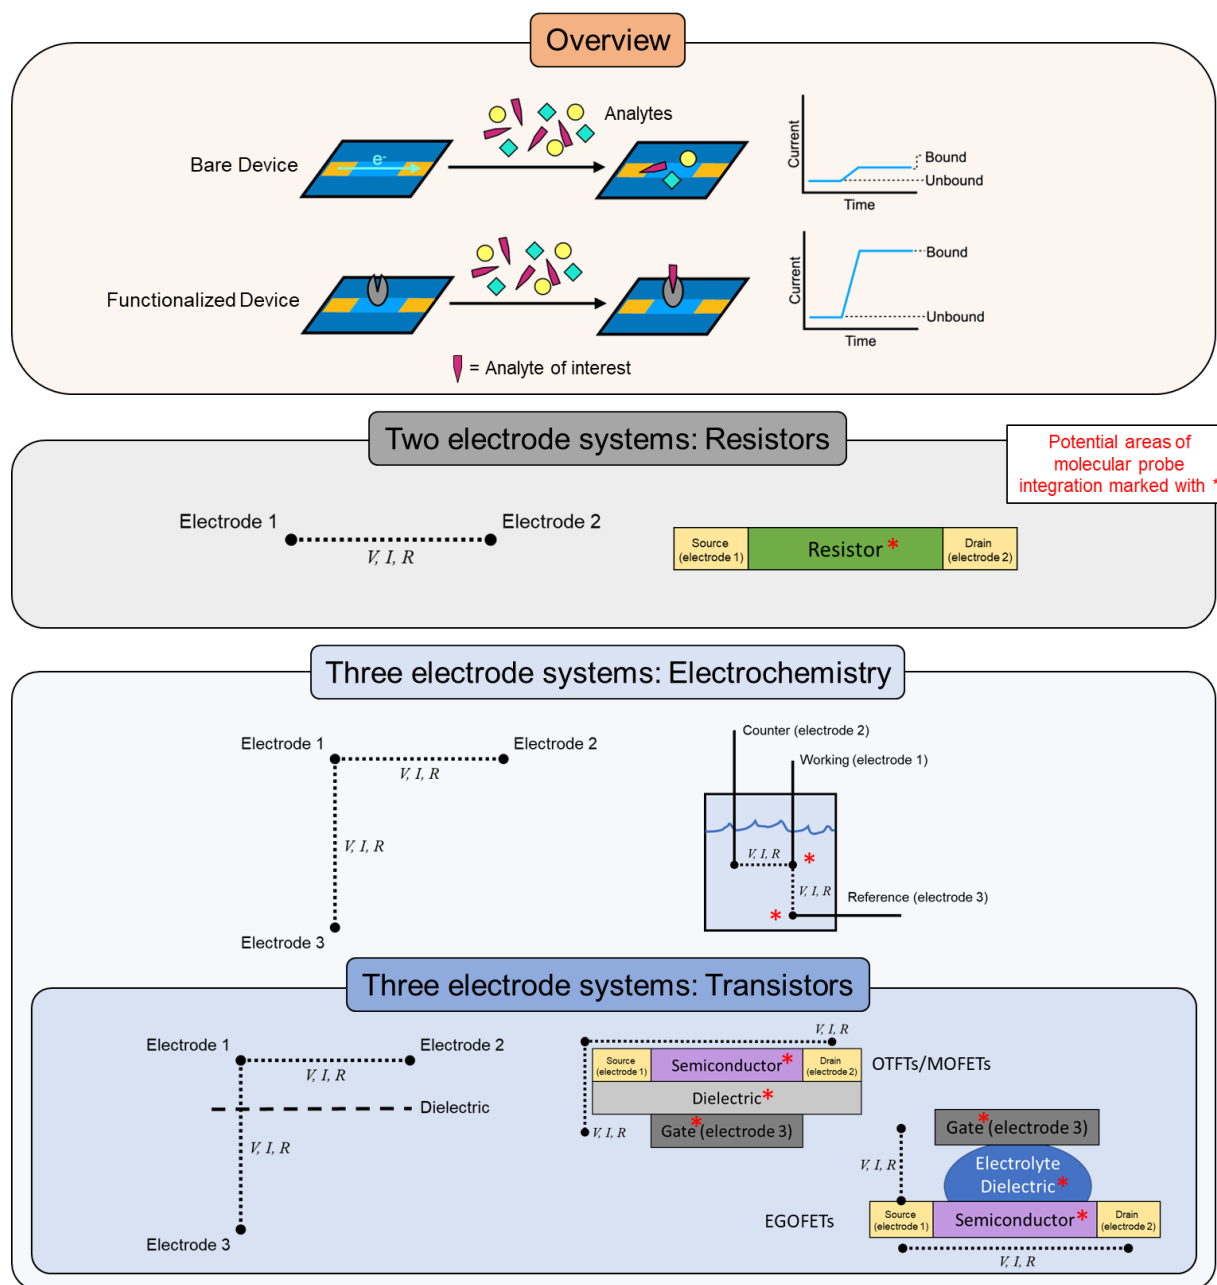 Overview
Bare Device
e-
Analytes
Current
Bound
Unbound
Time
Functionalized Device
Current
Bound
Unbound
Time
= Analyte of interest
Two electrode systems: Resistors
Potential areas of
molecular probe
integration marked with *
Electrode 1
Electrode 2
V, I, R
Source
(electrode 1)
Resistor*
Drain
(electrode 2)
Three electrode systems: Electrochemistry
Electrode 1
Electrode 2
V, I, R
V, I, R
Electrode 3
Counter (electrode 2)
Working (electrode 1)
V, I, R
*
V, I, R
*
Reference (electrode 3)
Three electrode systems: Transistors
Electrode 1
Electrode 2
V, I, R
Dielectric
V, I, R
Electrode 3
V, I, R
Source
(electrode 1)
Semiconductor*
Drain
(electrode 2)
OTFTs/MOFETs
Dielectric*
V, I, R
Gate (electrode 3)
*
Gate (electrode 3)
*
V, I, R
Electrolyte
Dielectric*
EGOFETs
Source
(electrode 1)
Semiconductor*
Drain
(electrode 2)
V, I, R